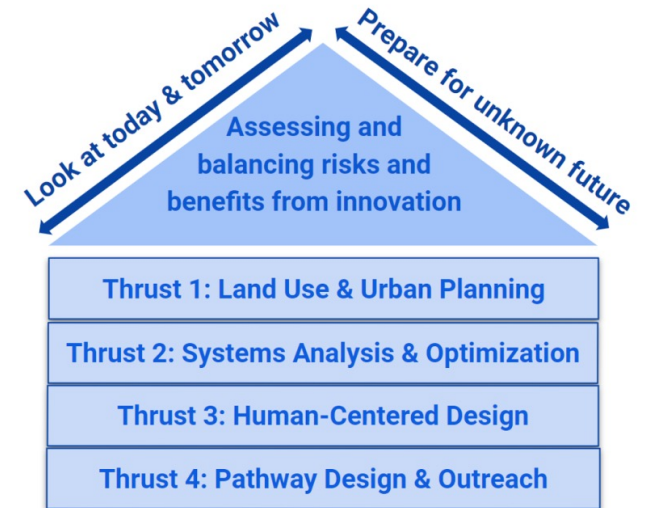 Look at today & tomorrow
Prepare for unknown future
Assessing and
balancing risks and
benefits from innovation
Thrust 1: Land Use & Urban Planning
Thrust 2: Systems Analysis & Optimization
Thrust 3: Human-Centered Design
Thrust 4: Pathway Design & Outreach